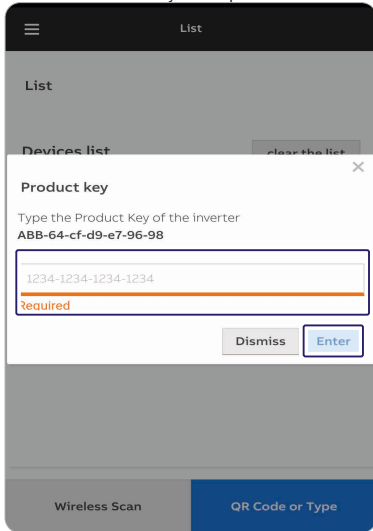 List
List
Devices list
clear the list
Product key
Type the Product Key of the inverter
ABB-64-cf-d9-e7-96-98
1234-1234-1234-1234
Required
Dismiss
Enter
Wireless Scan
QR Code or Type